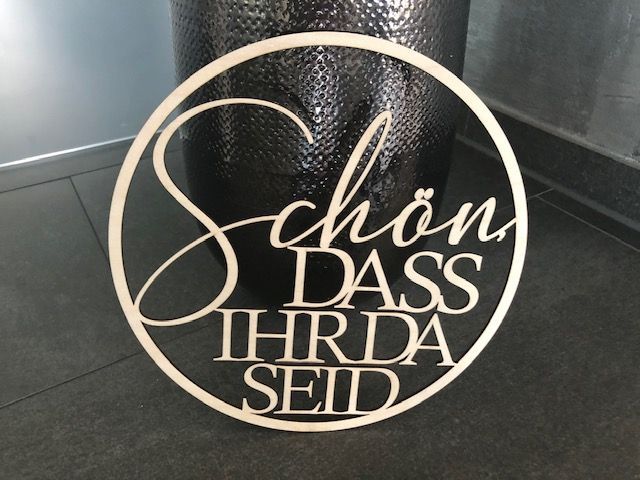 Schön,
DASS
IHR DA
SEID